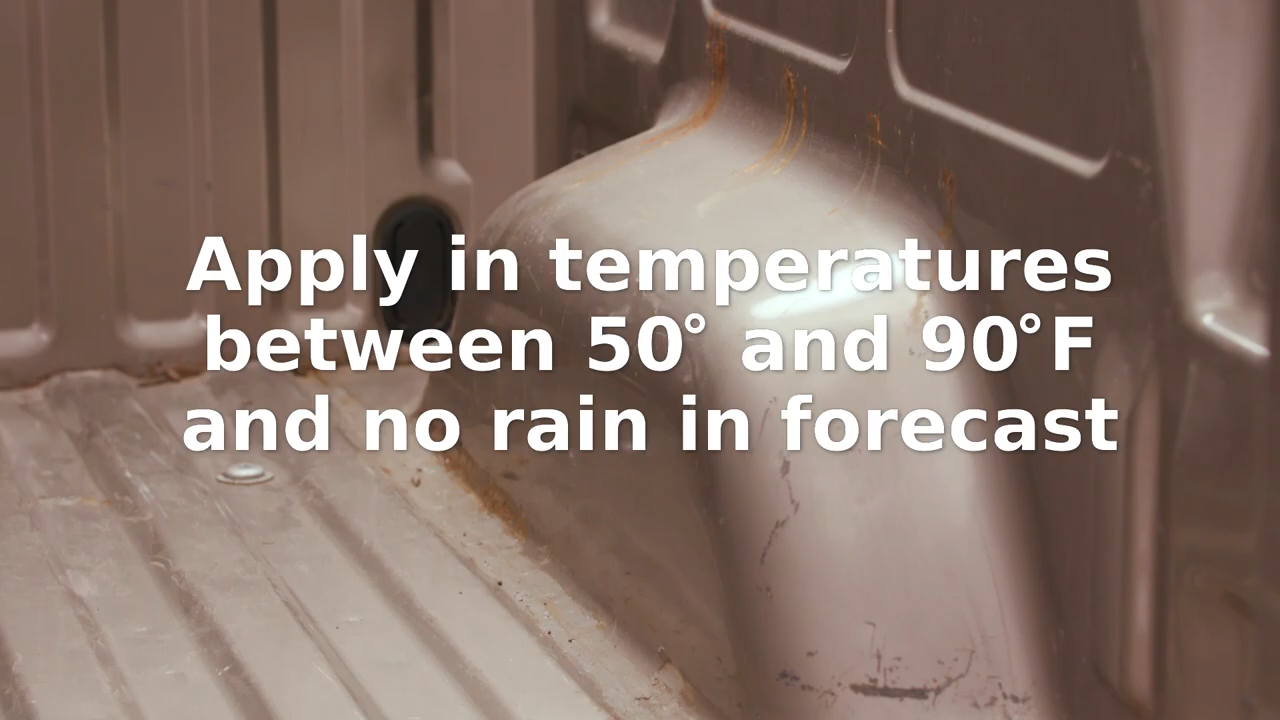 Apply in temperatures
between 50˚ and 90˚F
and no rain in forecast